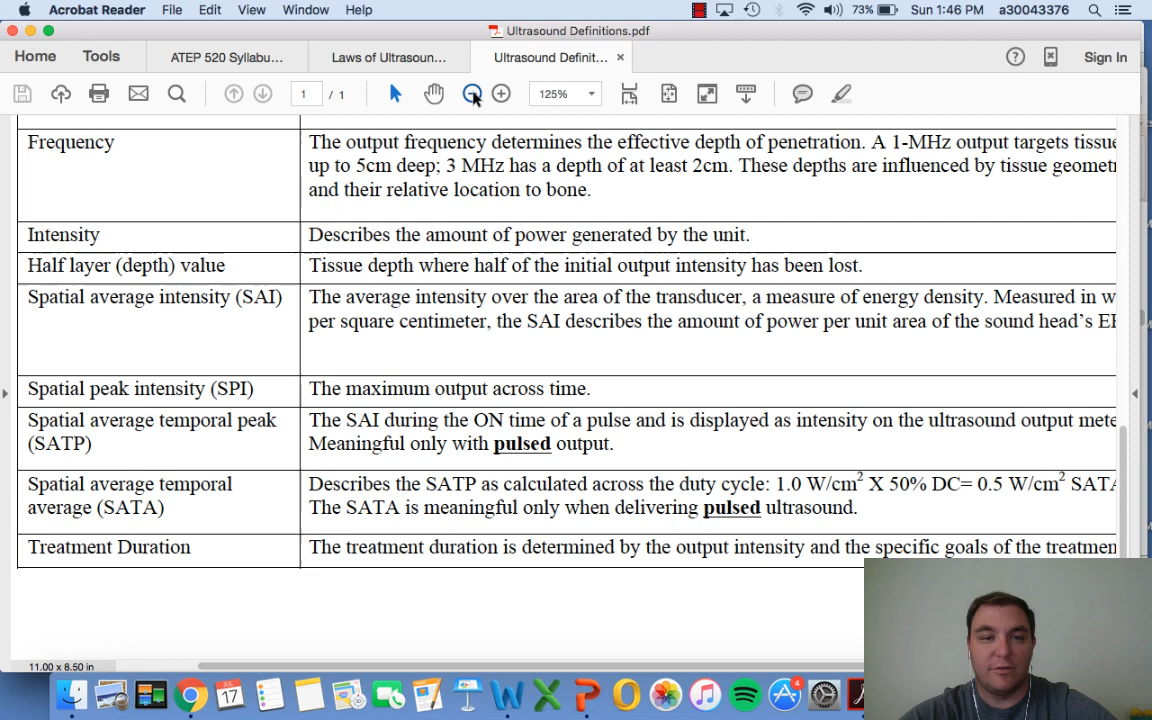 Acrobat Reader File Edit View Window Help 73% Sun 1:46 PM a30043376
Ultrasound Definitions.pdf
Home Tools ATEP 520 Syllabu... Laws of Ultrasoun... Ultrasound Definit... × Sign In
1 / 1 125%
Frequency
The output frequency determines the effective depth of penetration. A 1-MHz output targets tissue
up to 5cm deep; 3 MHz has a depth of at least 2cm. These depths are influenced by tissue geomet
and their relative location to bone.
Intensity
Describes the amount of power generated by the unit.
Half layer (depth) value
Tissue depth where half of the initial output intensity has been lost.
Spatial average intensity (SAI)
The average intensity over the area of the transducer, a measure of energy density. Measured in w
per square centimeter, the SAI describes the amount of power per unit area of the sound head's
Spatial peak intensity (SPI)
The maximum output across time.
Spatial average temporal peak
(SATP)
The SAI during the ON time of a pulse and is displayed as intensity on the ultrasound output mete
Meaningful only with pulsed output.
Spatial average temporal
average (SATA)
Describes the SATP as calculated across the duty cycle: 1.0 W/cm² X 50% DC= 0.5 W/cm² SATA
The SATA is meaningful only when delivering pulsed ultrasound.
Treatment Duration
The treatment duration is determined by the output intensity and the specific goals of the treatmen
11.00 x 8.50 in
JUL
17
4